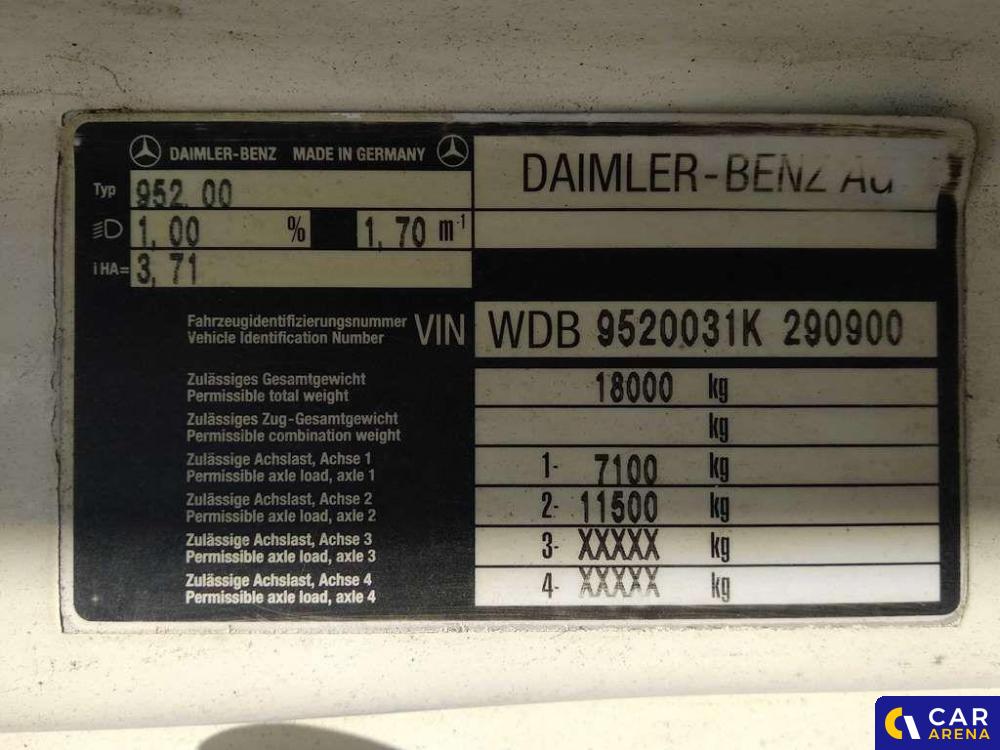 DAIMLER-BENZ MADE IN GERMANY
DAIMLER-BENZ AG
Typ 952.00
1,00 % 1,70 m-1
iHA= 3,71
Fahrzeugidentifizierungsnummer
Vehicle Identification Number
VIN WDB 9520031K 290900
Zulässiges Gesamtgewicht
Permissible total weight
18000 kg
Zulässiges Zug-Gesamtgewicht
Permissible combination weight
kg
Zulässige Achslast, Achse 1
Permissible axle load, axle 1
1- 7100 kg
Zulässige Achslast, Achse 2
Permissible axle load, axle 2
2- 11500 kg
Zulässige Achslast, Achse 3
Permissible axle load, axle 3
3- XXXXX kg
Zulässige Achslast, Achse 4
Permissible axle load, axle 4
4- XXXXX kg
CAR
ARENA